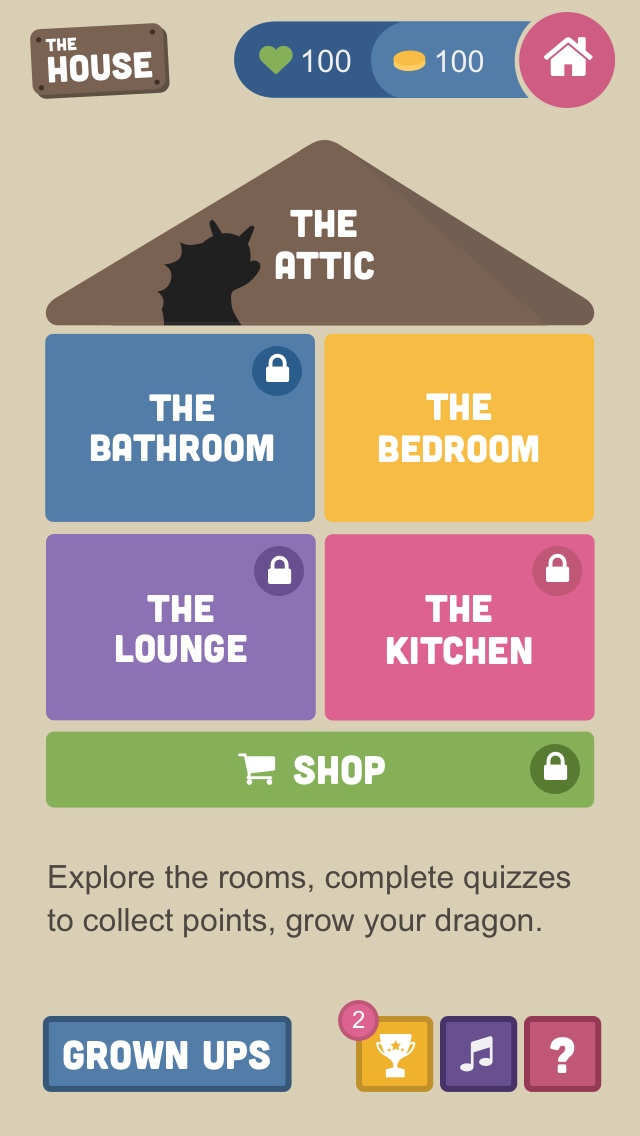 THE
HOUSE
100
100
THE
ATTIC
THE
BATHROOM
THE
BEDROOM
THE
LOUNGE
THE
KITCHEN
SHOP
Explore the rooms, complete quizzes
to collect points, grow your dragon.
GROWN UPS
2
?